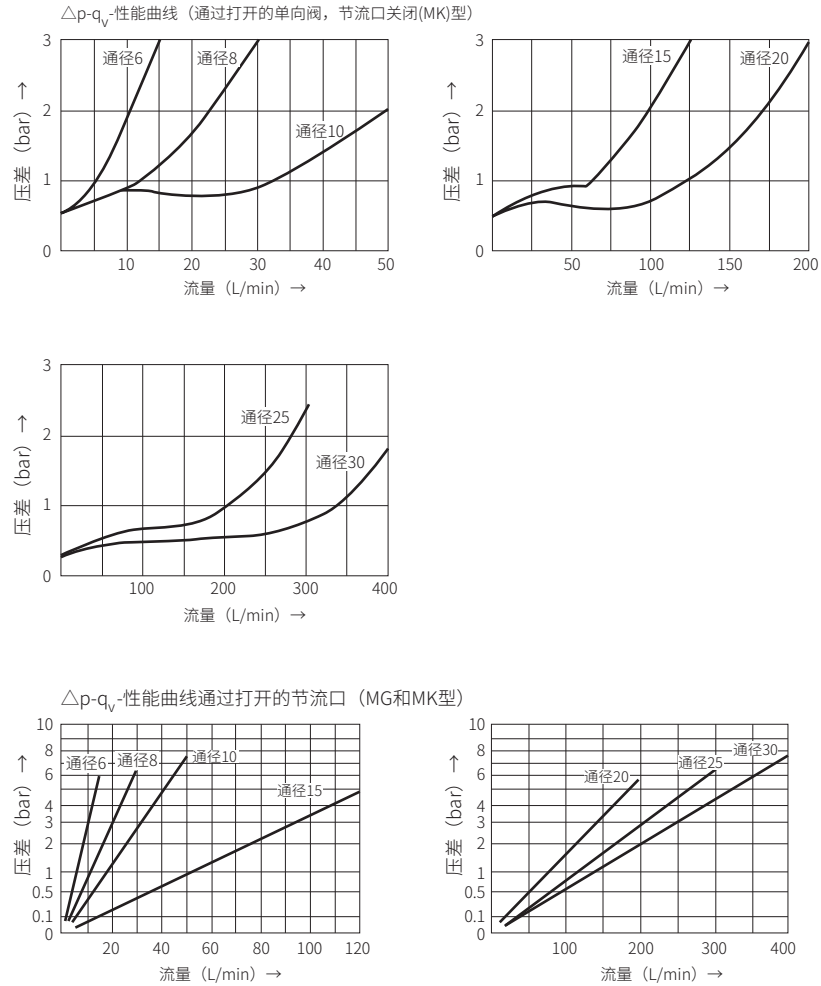 △p-qv-性能曲线（通过打开的单向阀，节流口关闭(MK)型）
3
2
1
0
压差（bar）→
通径6
通径8
通径10
10 20 30 40 50
流量（L/min）→
3
2
1
0
压差（bar）→
通径15
通径20
50 100 150 200
流量（L/min）→
3
2
1
0
压差（bar）→
通径25
通径30
100 200 300 400
流量（L/min）→
△p-qv-性能曲线通过打开的节流口（MG和MK型）
10
8
6
4
3
2
1
0.5
0.1
0
压差（bar）→
通径6
通径8
通径10
通径15
20 40 60 80 100 120
流量（L/min）→
10
8
6
4
3
2
1
0.5
0.1
0
压差（bar）→
通径20
通径25
通径30
100 200 300 400
流量（L/min）→